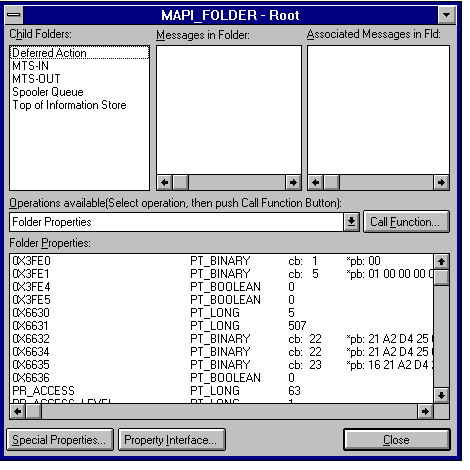 MAPI_FOLDER - Root
Child Folders:
Messages in Folder:
Associated Messages in Fld:
Deferred Action
MTS-IN
MTS-OUT
Spooler Queue
Top of Information Store
Operations available(Select operation, then push Call Function Button):
Folder Properties
Call Function...
Folder Properties:
0X3FE0 PT_BINARY cb: 1 *pb: 00
0X3FE1 PT_BINARY cb: 5 *pb: 01 00 00 00 0
0X3FE4 PT_BOOLEAN 0
0X3FE5 PT_BOOLEAN 0
0X6630 PT_LONG 5
0X6631 PT_LONG 507
0X6632 PT_BINARY cb: 22 *pb: 21 A2 D4 25
0X6634 PT_BINARY cb: 22 *pb: 21 A2 D4 25
0X6635 PT_BINARY cb: 23 *pb: 16 21 A2 D4
0X6636 PT_BOOLEAN 0
PR_ACCESS PT_LONG 63
PR_ACCESS_LEVEL PT_LONG 1
Special Properties...
Property Interface...
Close